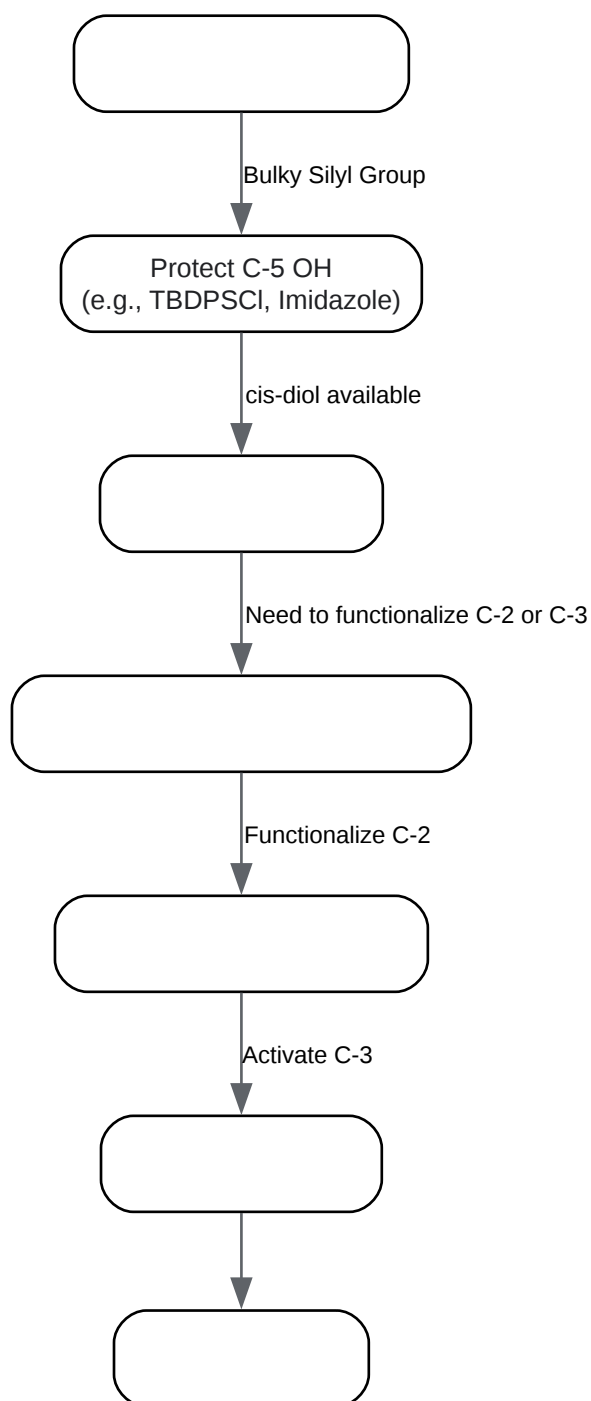 Bulky Silyl Group
Protect C-5 OH
(e.g., TBDPSCl, Imidazole)
cis-diol available
Need to functionalize C-2 or C-3
Functionalize C-2
Activate C-3